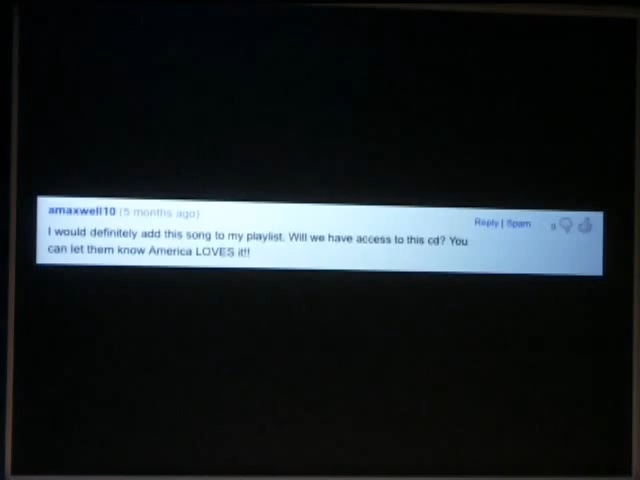 amaxwell10 (5 months ago)
Reply | Spam
9
I would definitely add this song to my playlist. Will we have access to this cd? You
can let them know America LOVES it!!